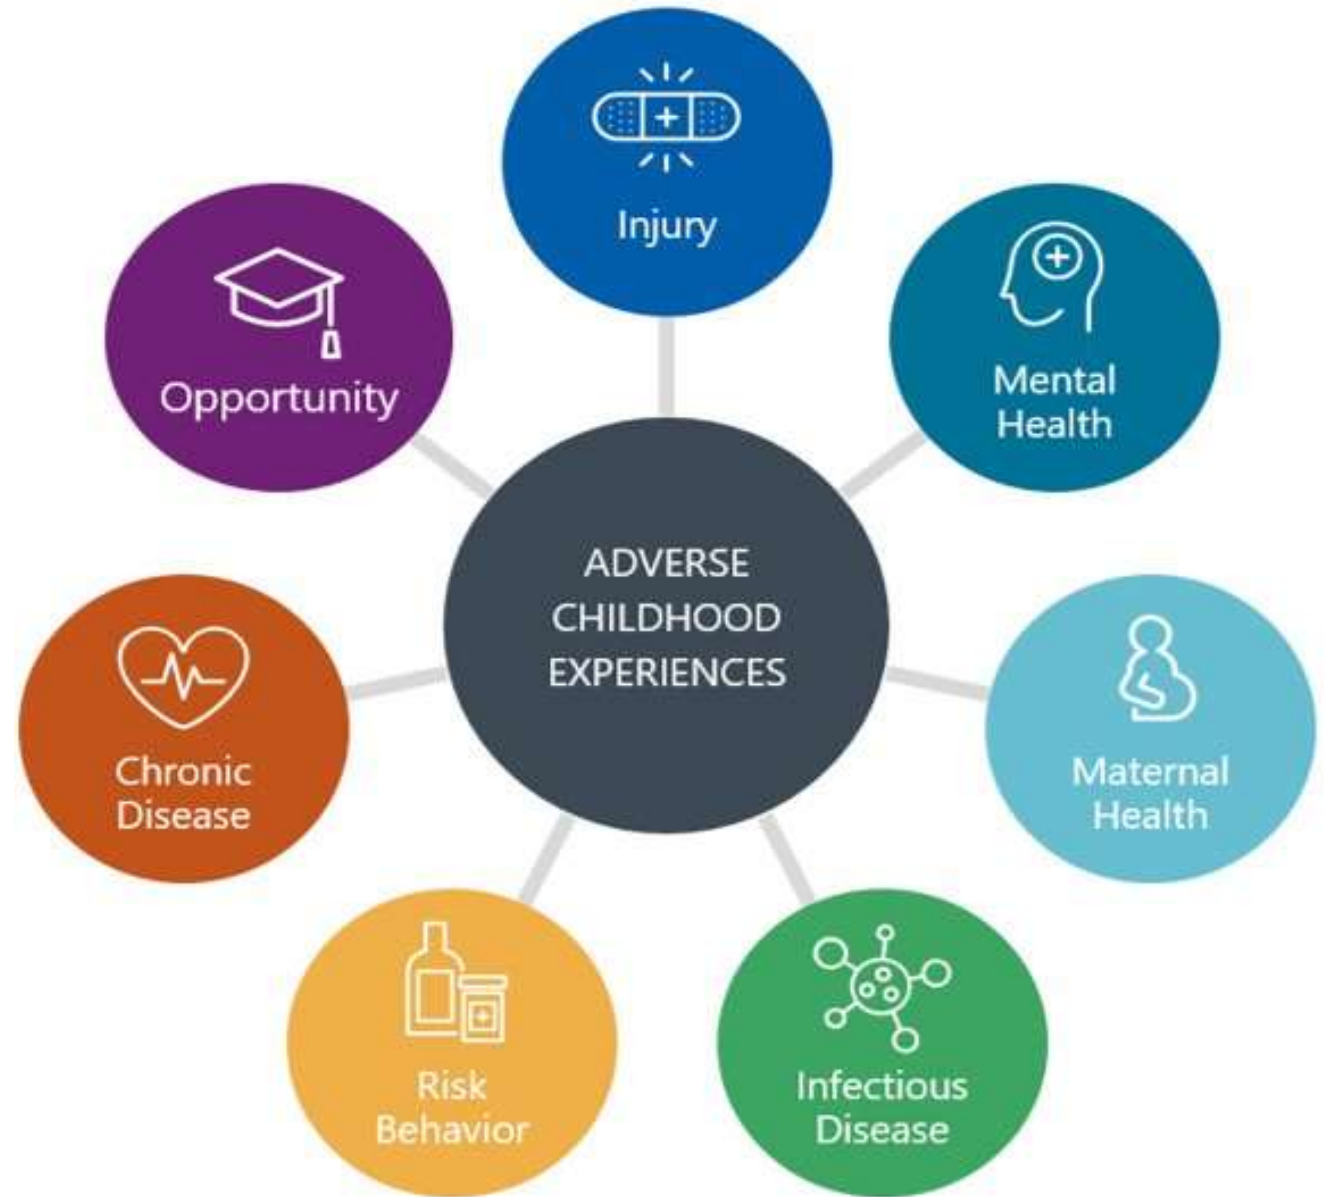 Injury
Mental
Health
Maternal
Health
Infectious
Disease
Risk
Behavior
Chronic
Disease
Opportunity
ADVERSE
CHILDHOOD
EXPERIENCES